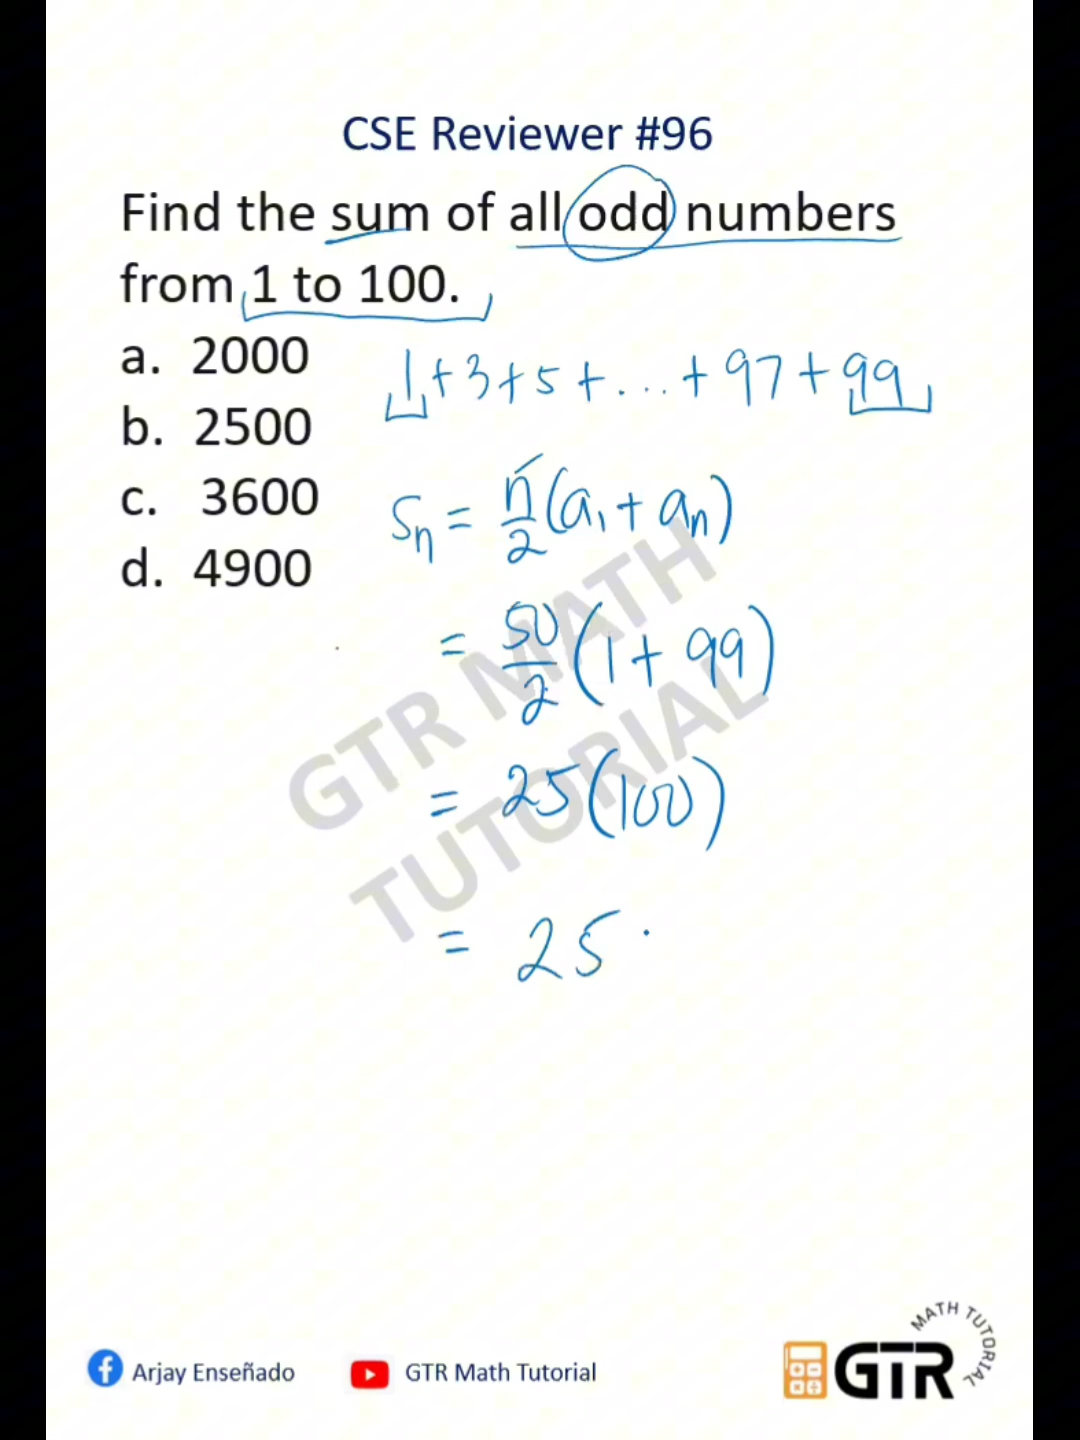 CSE Reviewer #96
Find the sum of all odd numbers
from 1 to 100.
a. 2000
b. 2500
c. 3600
d. 4900
1+3+5+...+97+99
Sn = n/2(a₁+an)
= 50/2(1+99)
= 25(100)
= 25
GTR MATH
TUTORIAL
Arjay Enseñado
GTR Math Tutorial
GTR
MATH TUTORIAL